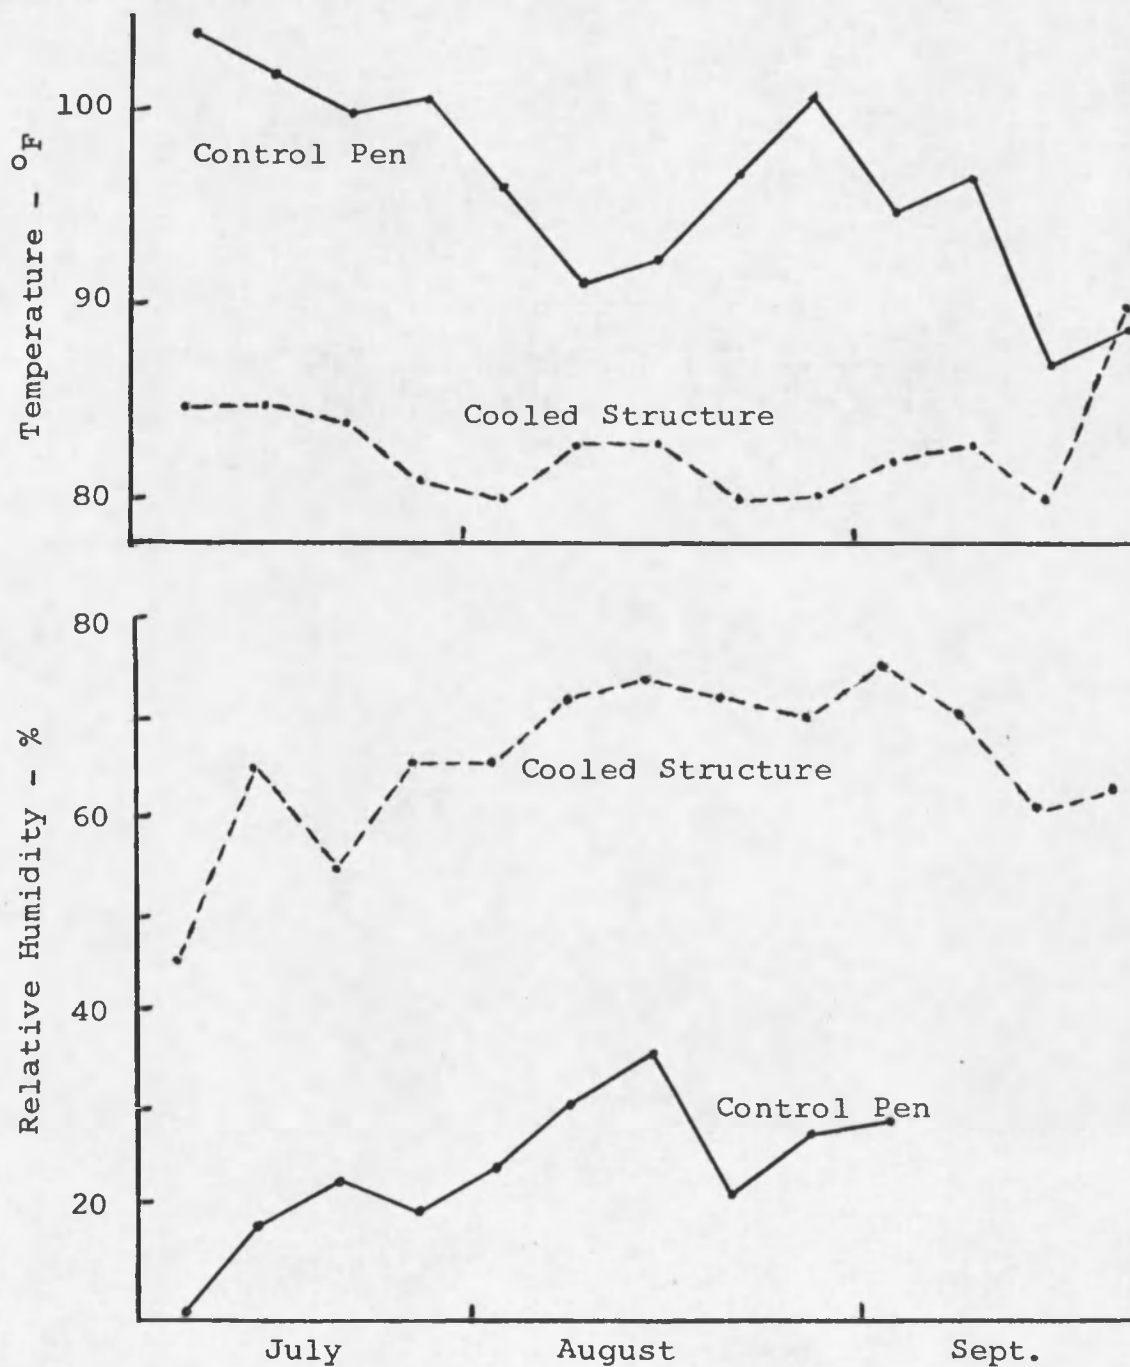 Temperature - °F
100
90
80
Control Pen
Cooled Structure
Relative Humidity - %
80
60
40
20
Cooled Structure
Control Pen
July August Sept.